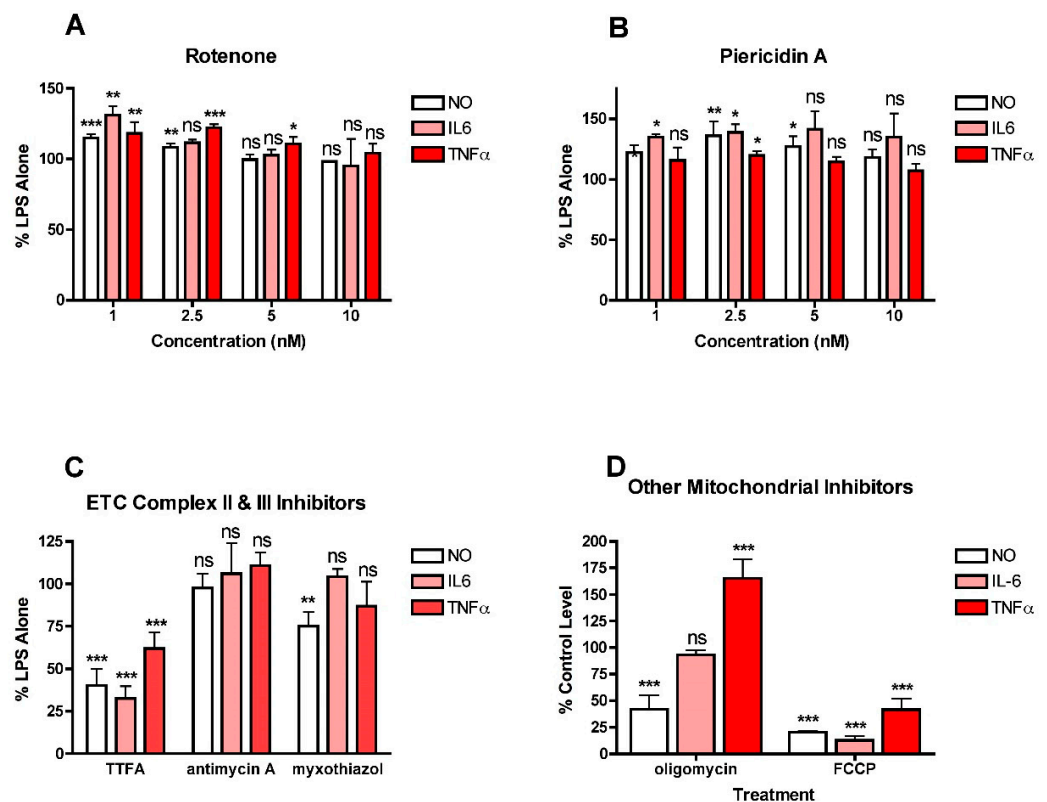 A
Rotenone
% LPS Alone
150
100
50
0
*** ** **
** ns ***
ns ns *
ns ns ns
1 2.5 5 10
Concentration (nM)
NO
IL6
TNFα
B
Piericidin A
% LPS Alone
150
100
50
0
* * ns
** * *
* ns ns
ns ns ns
1 2.5 5 10
Concentration (nM)
NO
IL6
TNFα
C
ETC Complex II & III Inhibitors
% LPS Alone
125
100
75
50
25
0
*** *** ***
ns ns ns
** ns ns
TTFA antimycin A myxothiazol
NO
IL6
TNFα
D
Other Mitochondrial Inhibitors
% Control Level
200
175
150
125
100
75
50
25
0
*** ns ***
*** *** ***
oligomycin FCCP
Treatment
NO
IL-6
TNFα